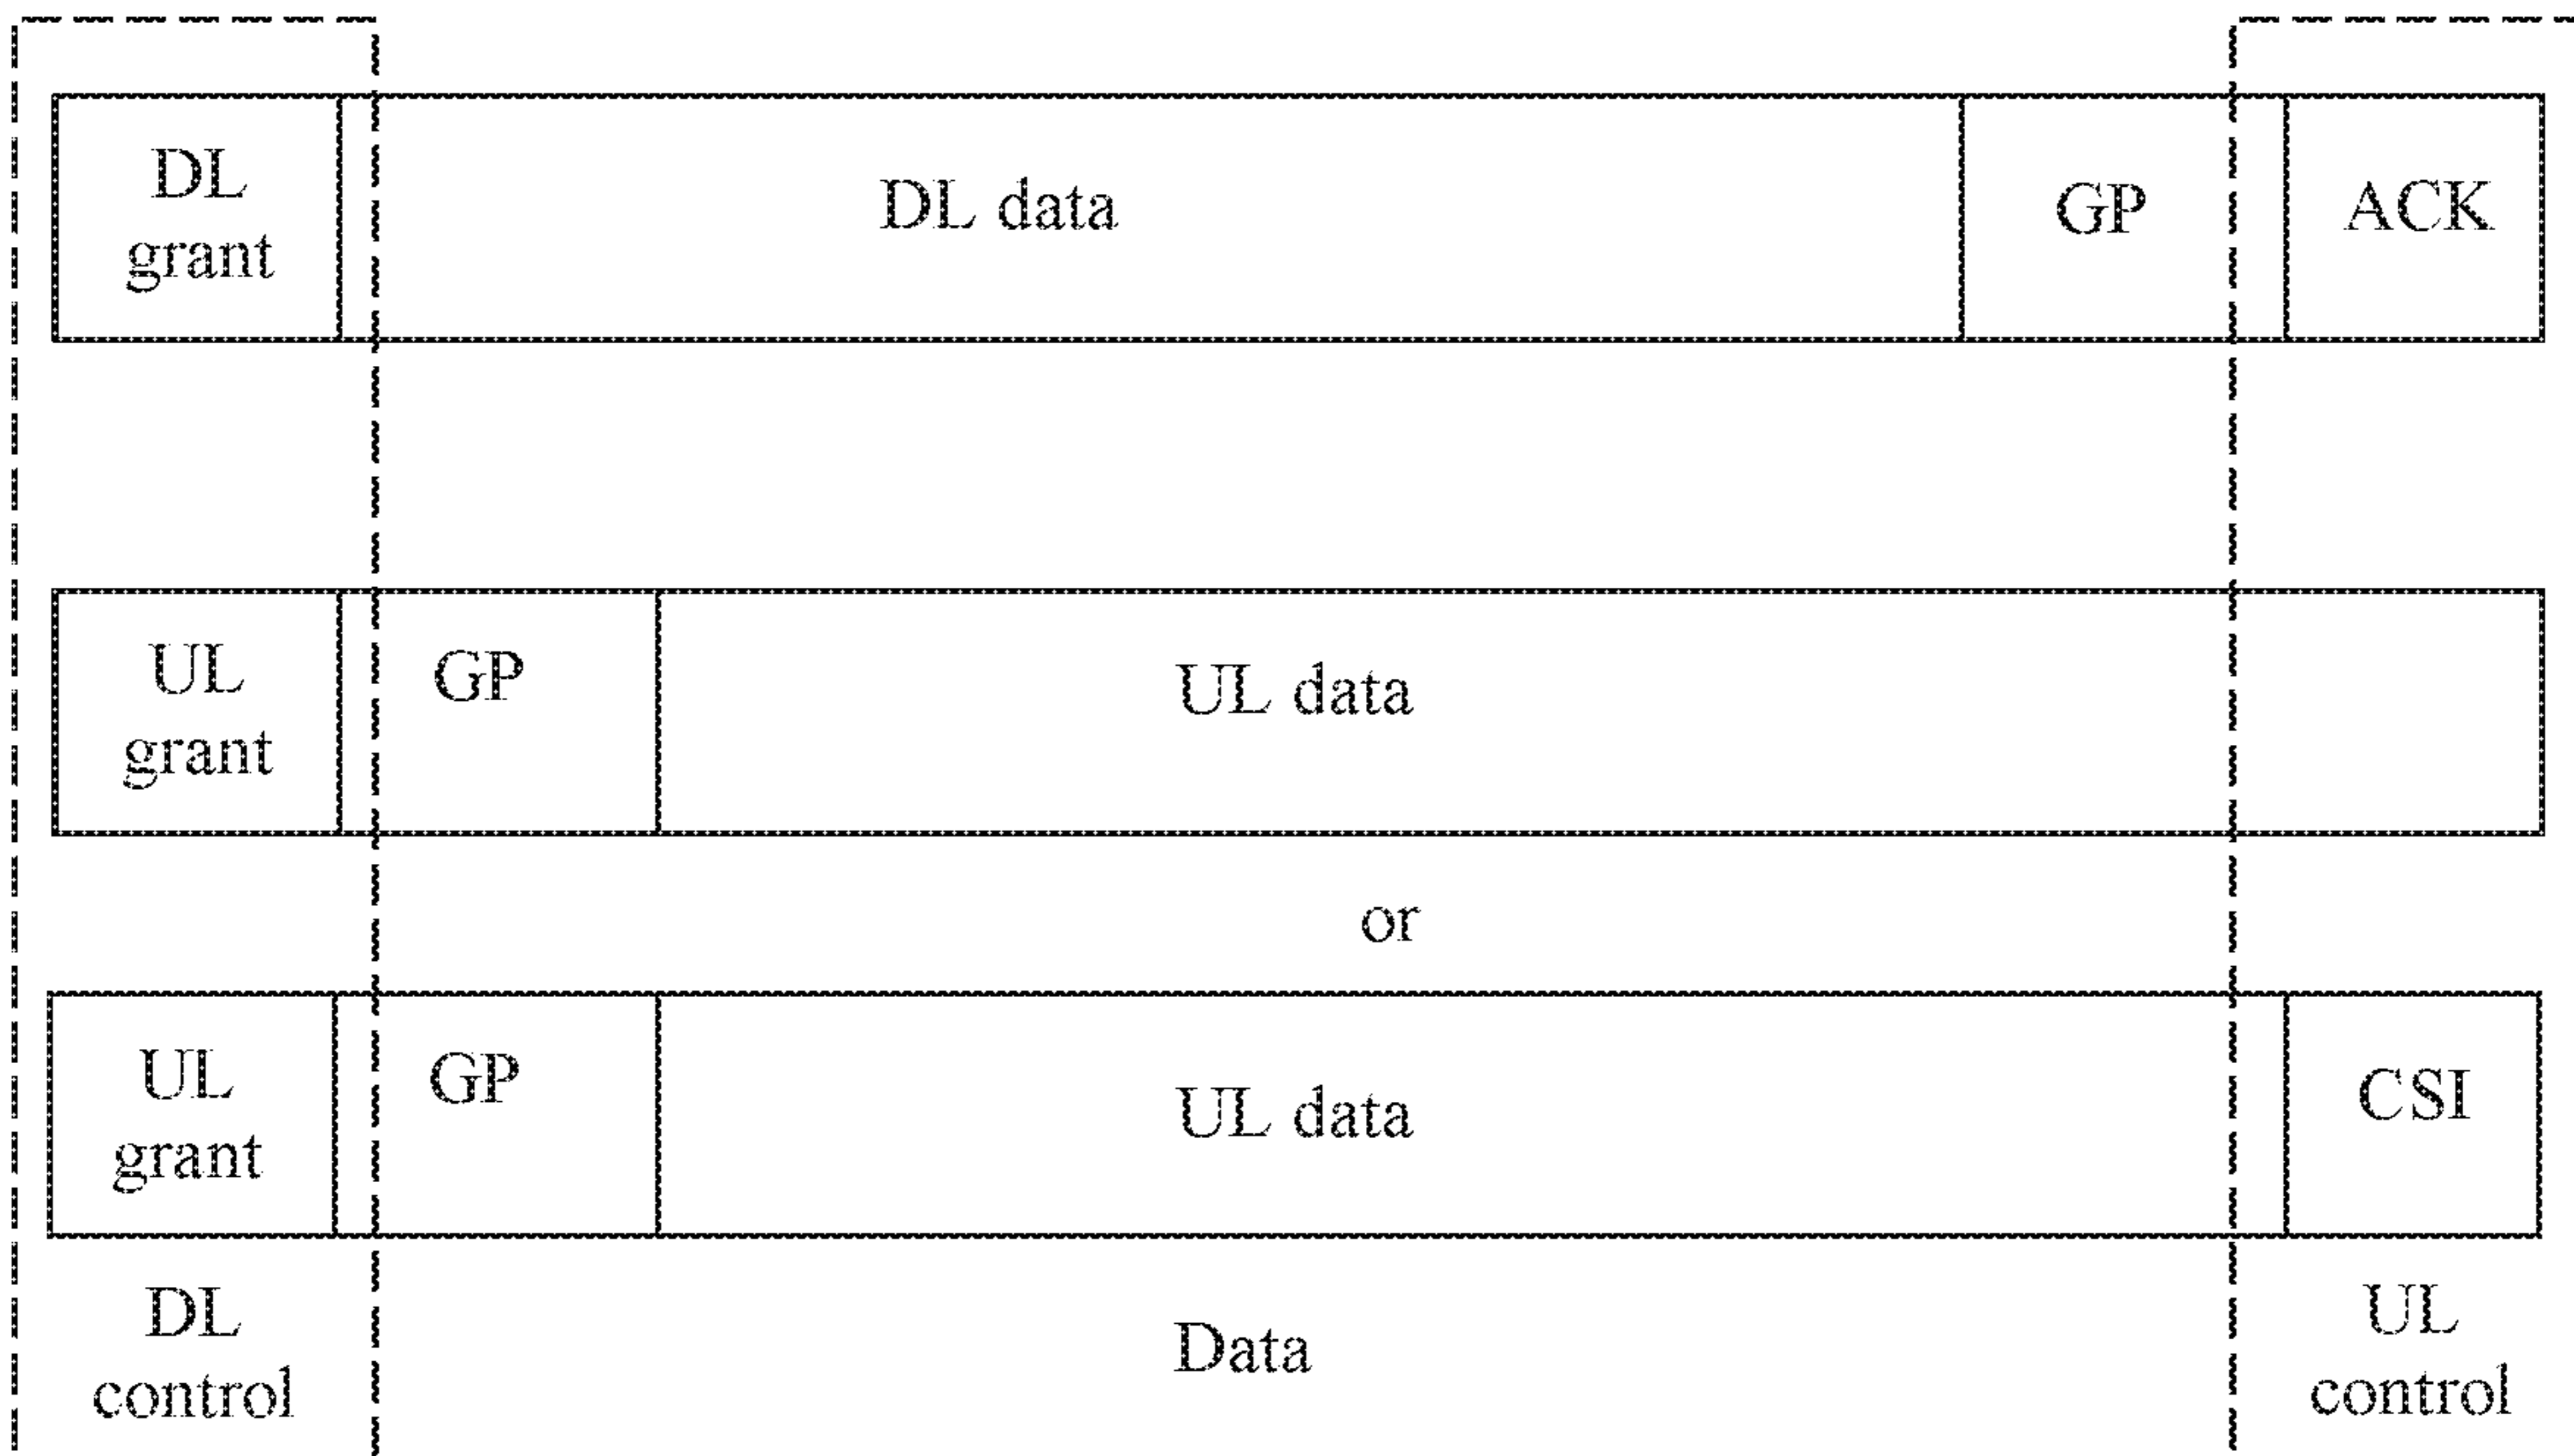 DL
grant
DL data
GP
ACK
UL
grant
GP
UL data
or
UL
grant
GP
UL data
CSI
DL
control
Data
UL
control